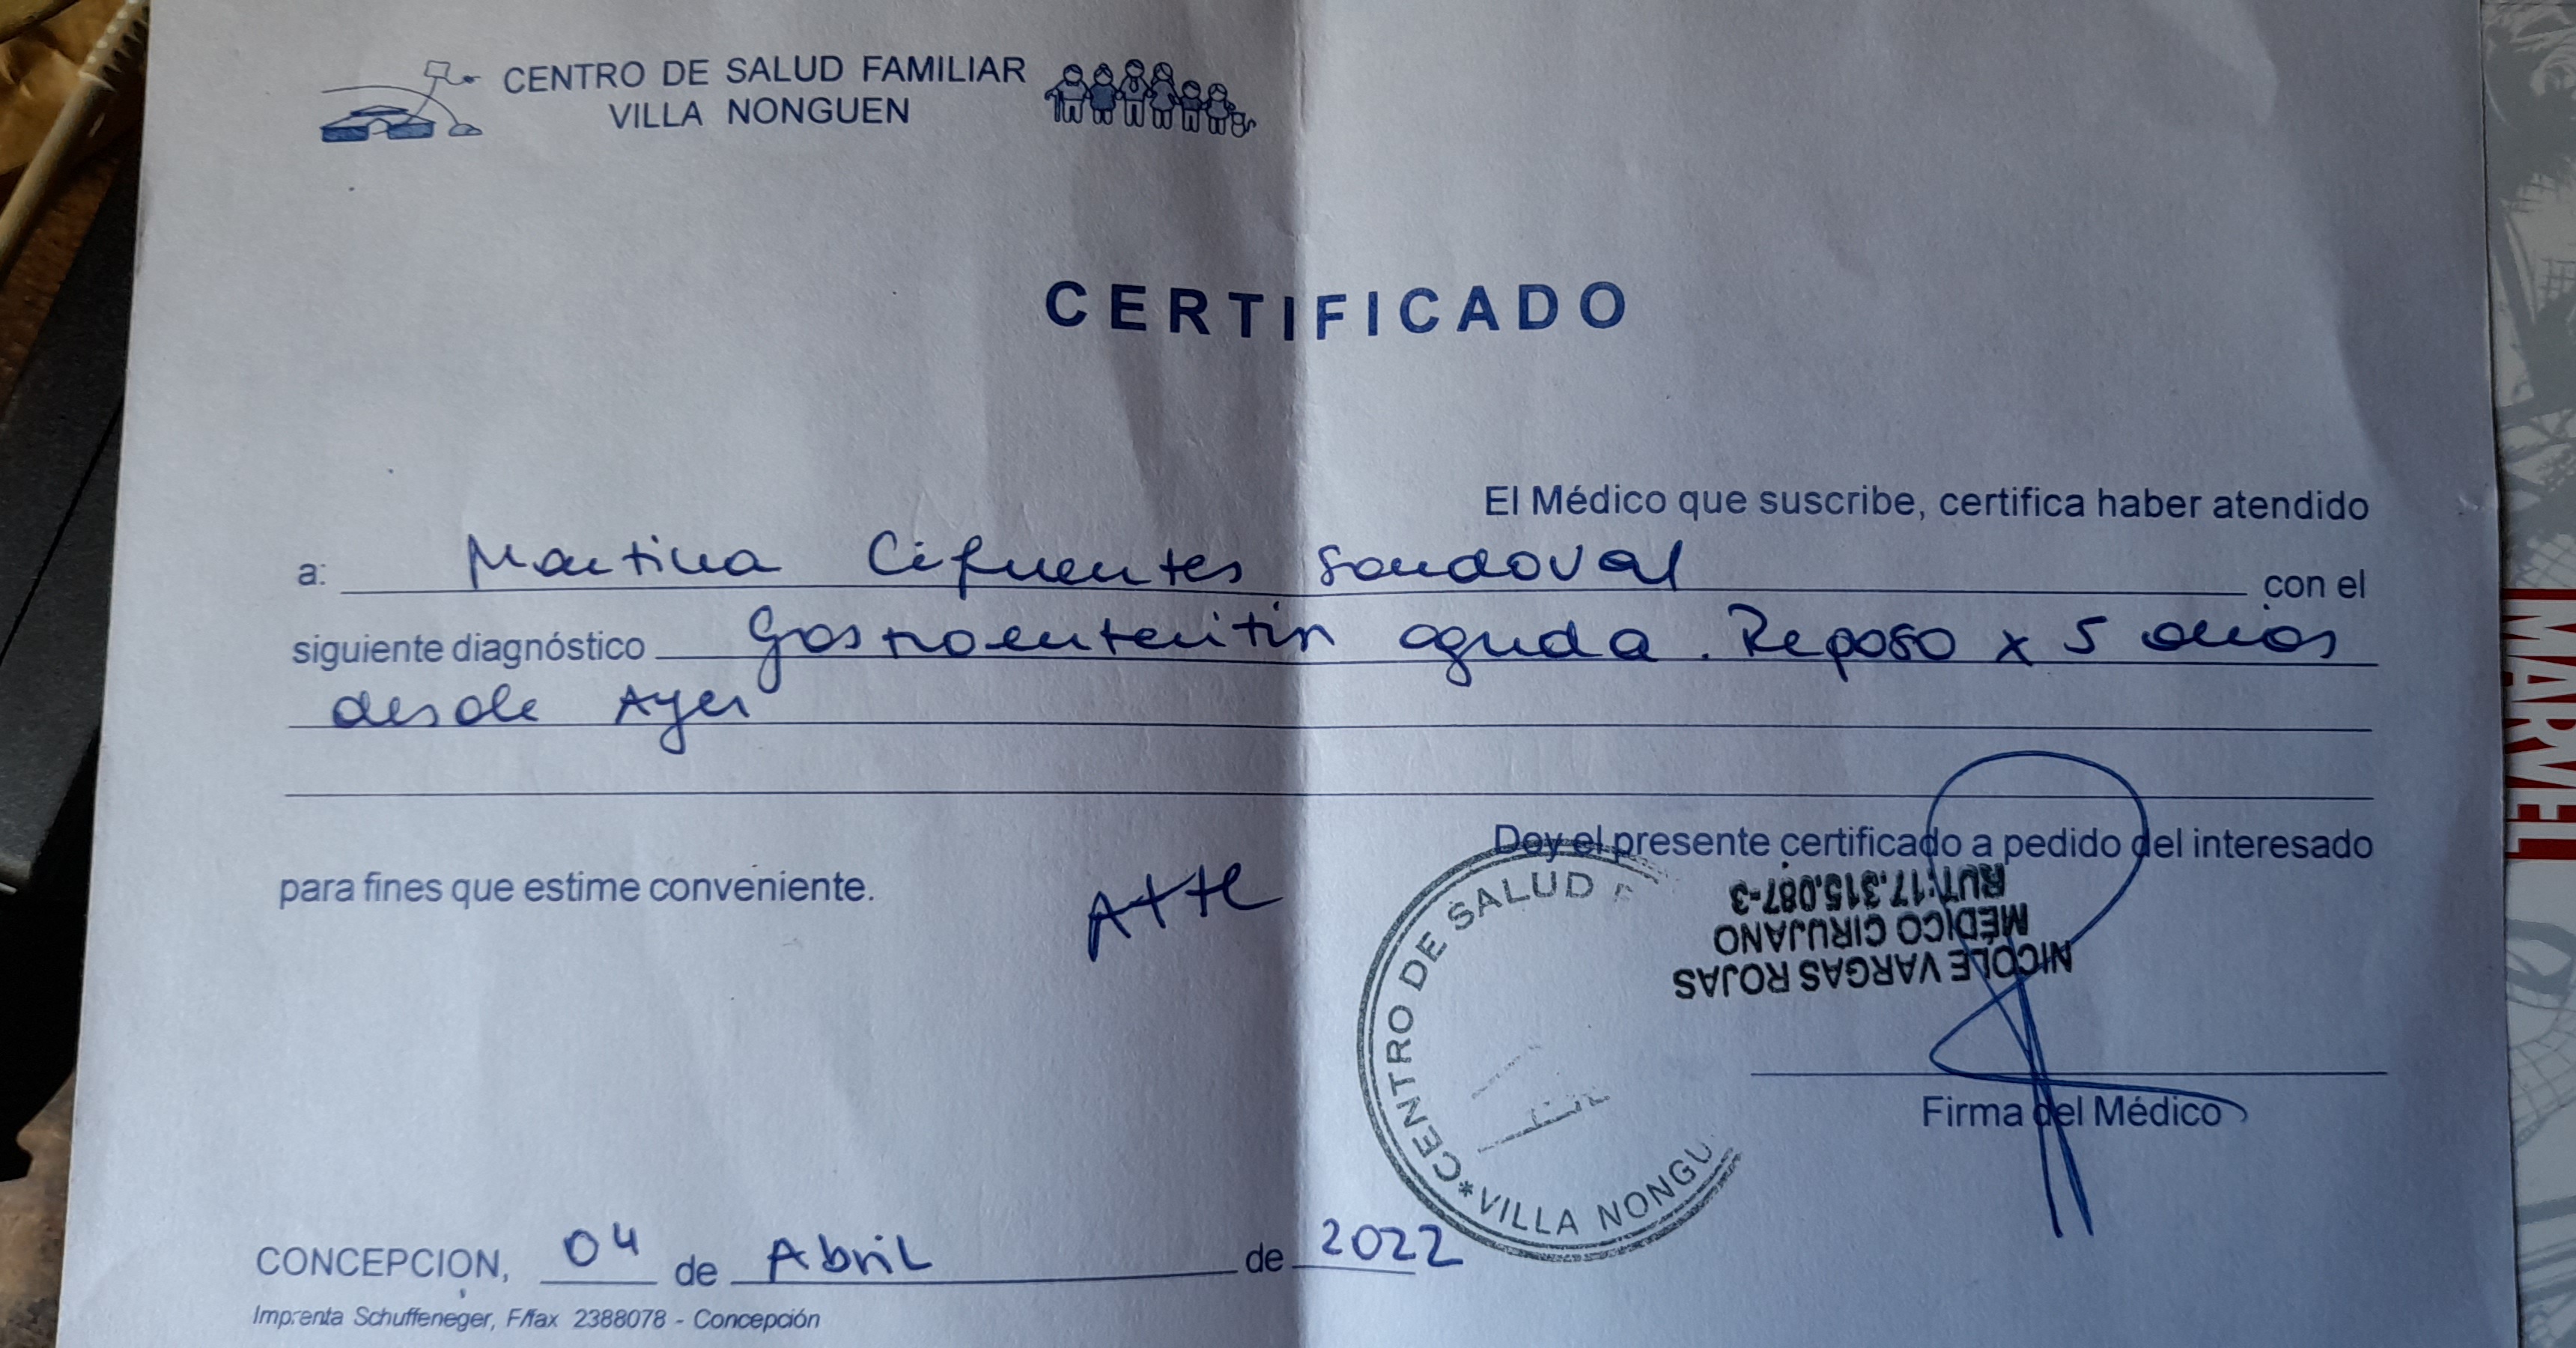 CENTRO DE SALUD FAMILIAR
VILLA NONGUEN
CERTIFICADO
El Médico que suscribe, certifica haber atendido
a: Martina Cifuentes Sandoval con el
siguiente diagnóstico Gastroenteritis aguda. Reposo x 5 días
desde Ayer
Doy el presente certificado a pedido del interesado
para fines que estime conveniente.
Atte
CENTRO DE SALUD
* VILLA NONGU
NICOLE VARGAS ROJAS
MÉDICO CIRUJANO
RUT: 17.315.087-3
Firma del Médico
CONCEPCION, 04 de Abril de 2022
Imprenta Schuffeneger, F/fax 2388078 - Concepción
MARVEL